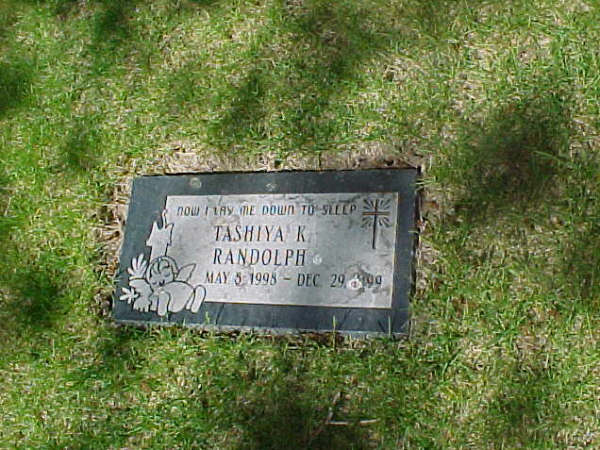 NOW I LAY ME DOWN TO SLEEP
TASHIYA K.
RANDOLPH
MAY 8 1998 - DEC 29 1999